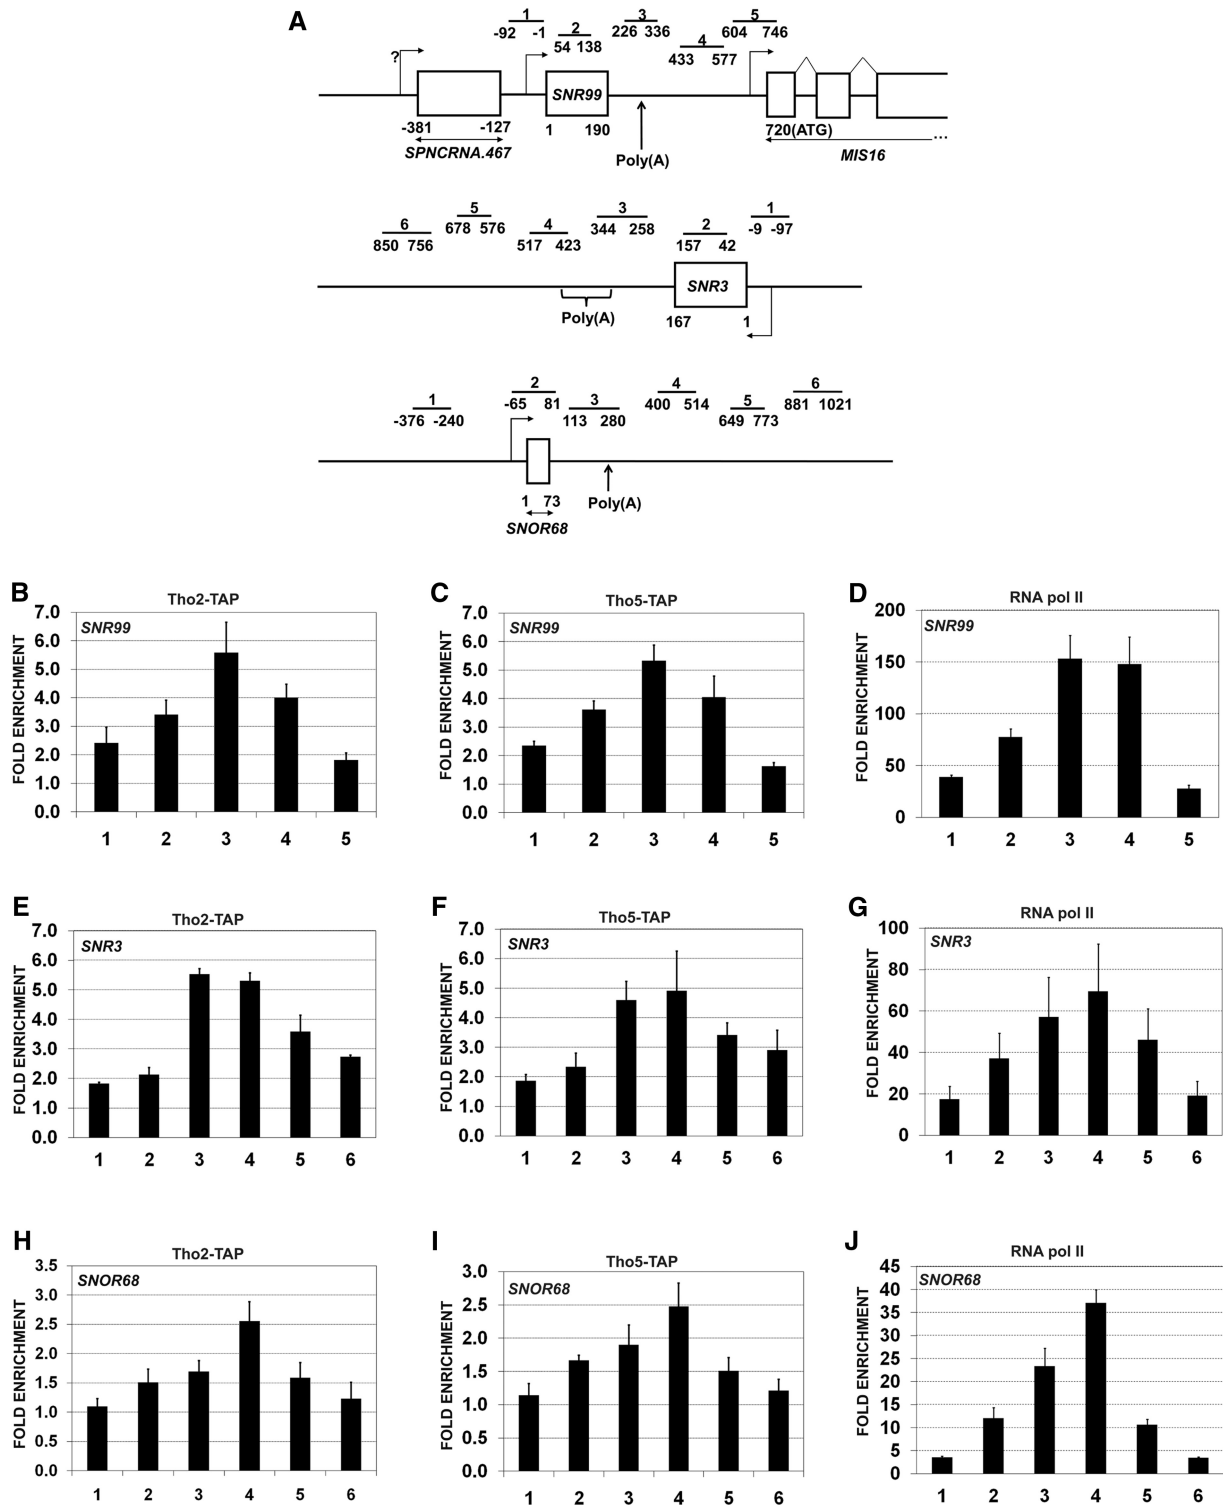 A
1 2 3 4 5
-92 -1 54 138 226 336 433 577 604 746
?
SNR99
-381 -127 1 190 720(ATG) ...
SPNCRNA.467 Poly(A) MIS16
6 5 4 3 2 1
850 756 678 576 517 423 344 258 157 42 -9 -97
SNR3
Poly(A) 167 1
1 2 3 4 5 6
-376 -240 -65 81 113 280 400 514 649 773 881 1021
1 73 Poly(A)
SNOR68
B
Tho2-TAP
SNR99
FOLD ENRICHMENT
7.0
6.0
5.0
4.0
3.0
2.0
1.0
0.0
1 2 3 4 5
C
Tho5-TAP
SNR99
FOLD ENRICHMENT
7.0
6.0
5.0
4.0
3.0
2.0
1.0
0.0
1 2 3 4 5
D
RNA pol II
SNR99
FOLD ENRICHMENT
200
150
100
50
0
1 2 3 4 5
E
Tho2-TAP
SNR3
FOLD ENRICHMENT
7.0
6.0
5.0
4.0
3.0
2.0
1.0
0.0
1 2 3 4 5 6
F
Tho5-TAP
SNR3
FOLD ENRICHMENT
7.0
6.0
5.0
4.0
3.0
2.0
1.0
0.0
1 2 3 4 5 6
G
RNA pol II
SNR3
FOLD ENRICHMENT
100
80
60
40
20
0
1 2 3 4 5 6
H
Tho2-TAP
SNOR68
FOLD ENRICHMENT
3.5
3.0
2.5
2.0
1.5
1.0
0.5
0.0
1 2 3 4 5 6
I
Tho5-TAP
SNOR68
FOLD ENRICHMENT
3.0
2.5
2.0
1.5
1.0
0.5
0.0
1 2 3 4 5 6
J
RNA pol II
SNOR68
FOLD ENRICHMENT
45
40
35
30
25
20
15
10
5
0
1 2 3 4 5 6